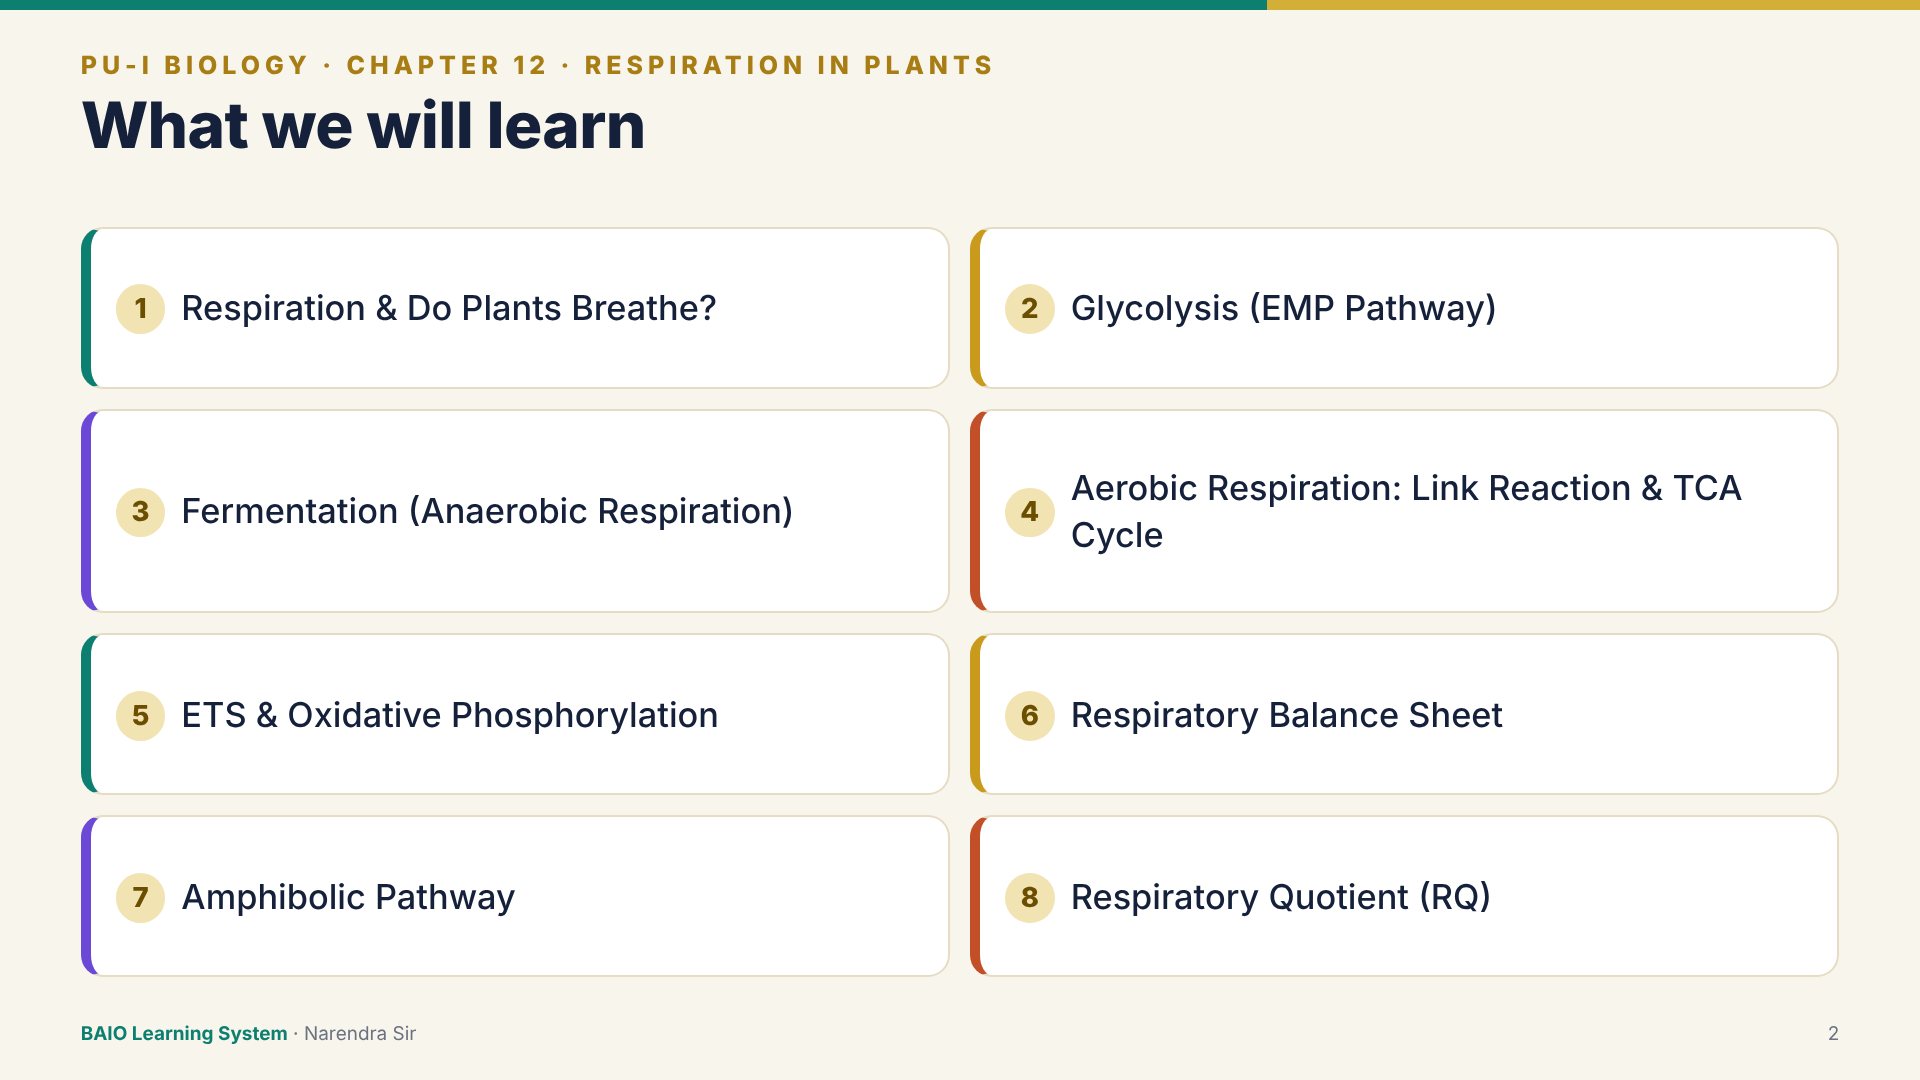 PU-I BIOLOGY · CHAPTER 12 · RESPIRATION IN PLANTS
What we will learn
1 Respiration & Do Plants Breathe?
2 Glycolysis (EMP Pathway)
3 Fermentation (Anaerobic Respiration)
4 Aerobic Respiration: Link Reaction & TCA
Cycle
5 ETS & Oxidative Phosphorylation
6 Respiratory Balance Sheet
7 Amphibolic Pathway
8 Respiratory Quotient (RQ)
BAIO Learning System · Narendra Sir
2